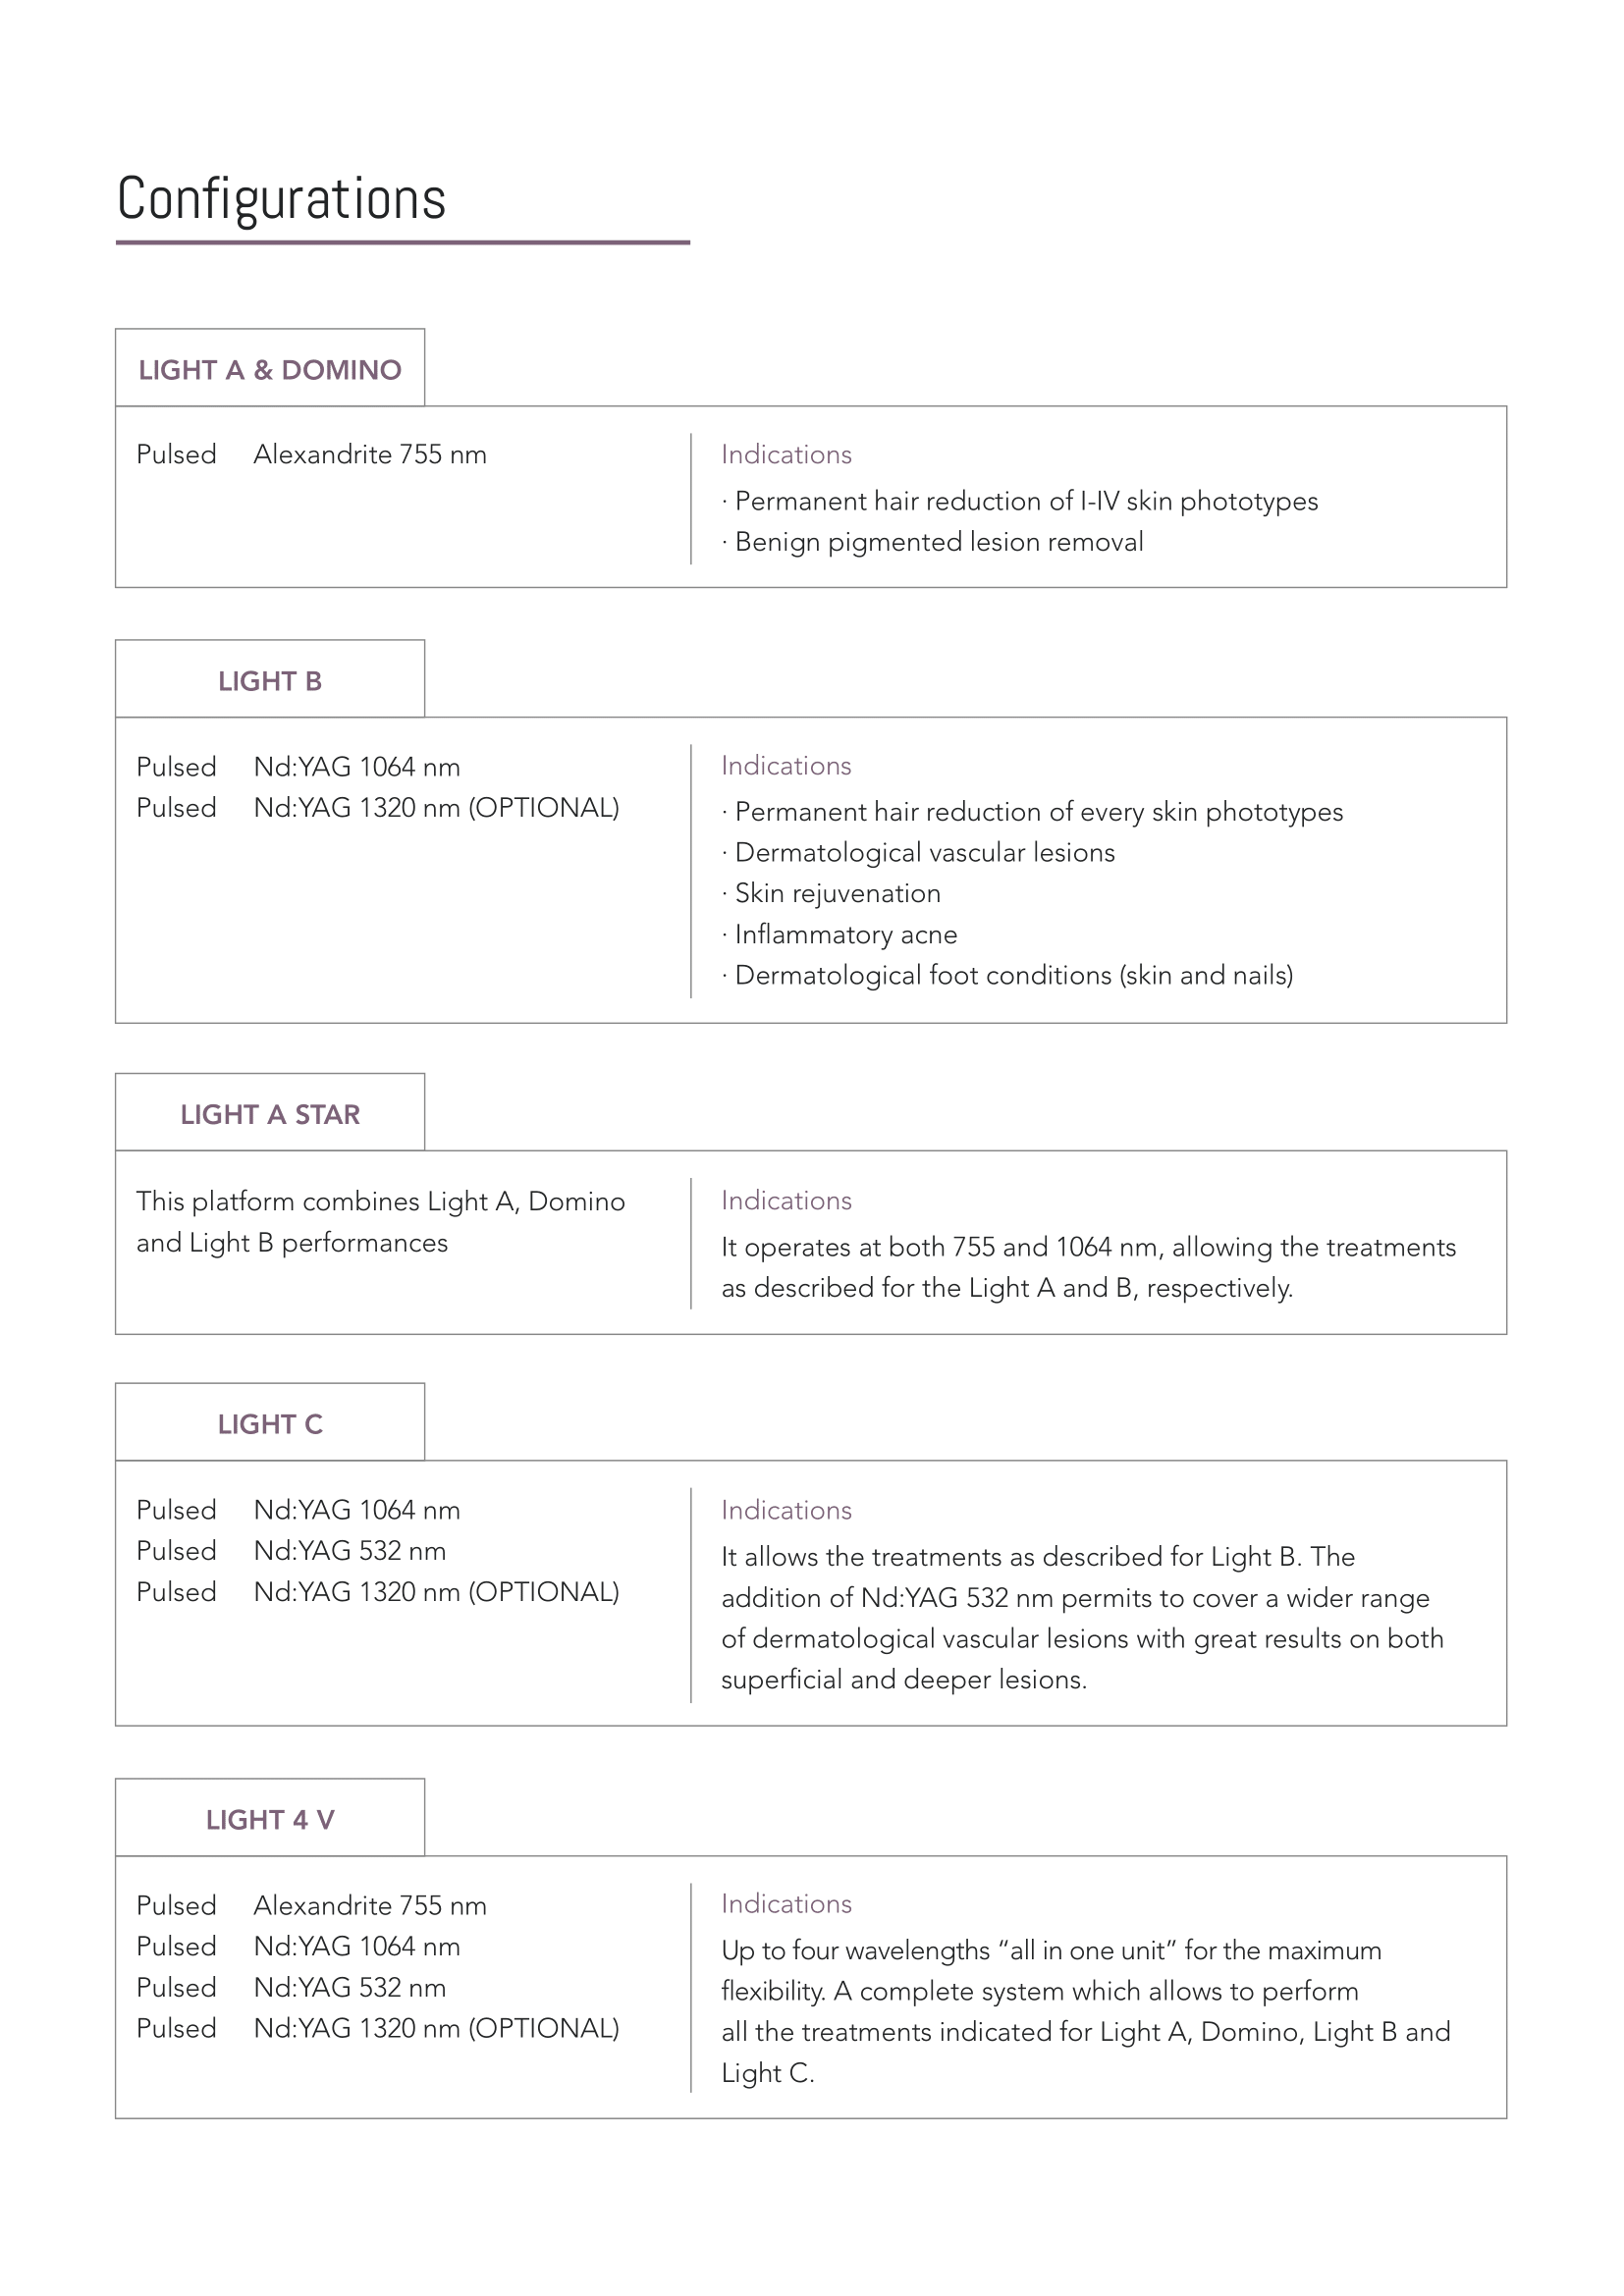 Configurations
LIGHT A & DOMINO
Pulsed Alexandrite 755 nm
Indications
· Permanent hair reduction of I-IV skin phototypes
· Benign pigmented lesion removal
LIGHT B
Pulsed Nd:YAG 1064 nm
Pulsed Nd:YAG 1320 nm (OPTIONAL)
Indications
· Permanent hair reduction of every skin phototypes
· Dermatological vascular lesions
· Skin rejuvenation
· Inflammatory acne
· Dermatological foot conditions (skin and nails)
LIGHT A STAR
This platform combines Light A, Domino
and Light B performances
Indications
It operates at both 755 and 1064 nm, allowing the treatments
as described for the Light A and B, respectively.
LIGHT C
Pulsed Nd:YAG 1064 nm
Pulsed Nd:YAG 532 nm
Pulsed Nd:YAG 1320 nm (OPTIONAL)
Indications
It allows the treatments as described for Light B. The
addition of Nd:YAG 532 nm permits to cover a wider range
of dermatological vascular lesions with great results on both
superficial and deeper lesions.
LIGHT 4 V
Pulsed Alexandrite 755 nm
Pulsed Nd:YAG 1064 nm
Pulsed Nd:YAG 532 nm
Pulsed Nd:YAG 1320 nm (OPTIONAL)
Indications
Up to four wavelengths “all in one unit” for the maximum
flexibility. A complete system which allows to perform
all the treatments indicated for Light A, Domino, Light B and
Light C.